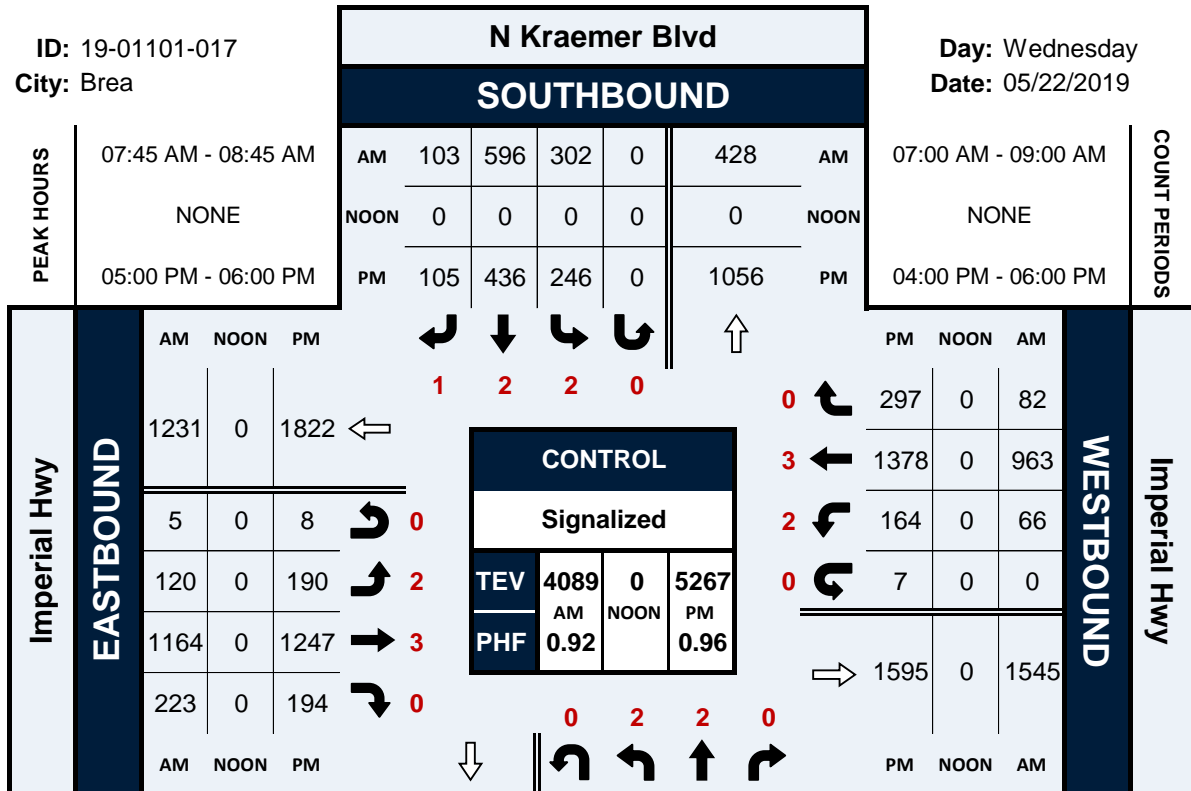 N Kraemer Blvd
ID: 19-01101-017
Day: Wednesday
City: Brea
Date: 05/22/2019
SOUTHBOUND
PEAK HOURS
07:45 AM - 08:45 AM
NONE
05:00 PM - 06:00 PM
AM 103 596 302 0 428 AM
NOON 0 0 0 0 0 NOON
PM 105 436 246 0 1056 PM
07:00 AM - 09:00 AM
NONE
04:00 PM - 06:00 PM
COUNT PERIODS
1 2 2 0
Imperial Hwy
EASTBOUND
AM NOON PM
1231 0 1822
5 0 8 0
120 0 190 2
1164 0 1247 3
223 0 194 0
AM NOON PM
CONTROL
Signalized
TEV 4089 0 5267
AM NOON PM
PHF 0.92 0.96
0 2 2 0
PM NOON AM
0 297 0 82
3 1378 0 963
2 164 0 66
0 7 0 0
1595 0 1545
PM NOON AM
WESTBOUND
Imperial Hwy